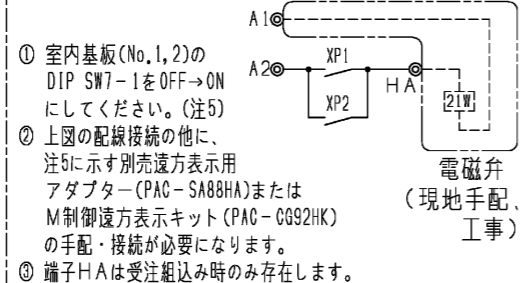 A1
① 室内基板(No.1,2)の
DIP SW7-1をOFF→ON
にしてください。(注5)
A2
XP1
HA
XP2
21W
② 上図の配線接続の他に、
注5に示す別売遠方表示用
アダプター(PAC-SA88HA)または
M制御遠方表示キット(PAC-CG92HK)
の手配・接続が必要になります。
電磁弁
(現地手配、
工事)
③ 端子HAは受注組込み時のみ存在します。